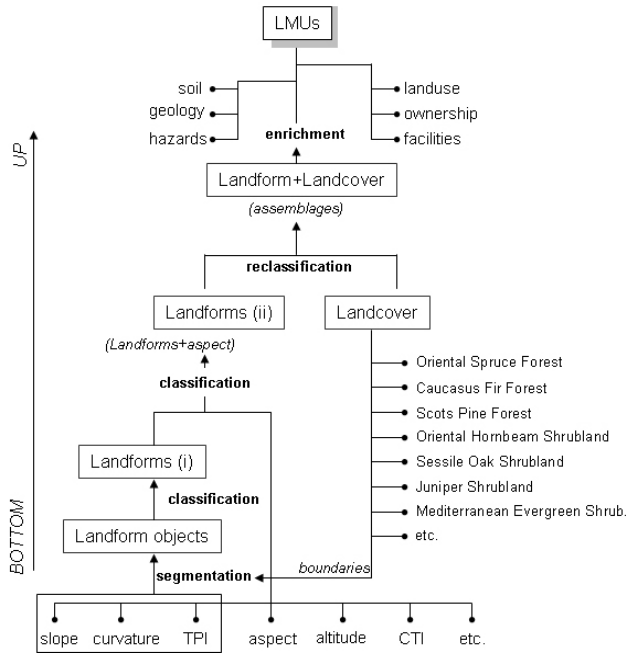 LMUs
soil
landuse
geology
ownership
hazards
enrichment
facilities
UP
Landform+Landcover
(assemblages)
reclassification
Landforms (ii)
Landcover
(Landforms+aspect)
Oriental Spruce Forest
classification
Caucasus Fir Forest
Scots Pine Forest
Oriental Hornbeam Shrubland
Landforms (i)
Sessile Oak Shrubland
Juniper Shrubland
classification
Mediterranean Evergreen Shrub.
BOTTOM
Landform objects
etc.
segmentation
boundaries
slope curvature TPI aspect altitude CTI etc.